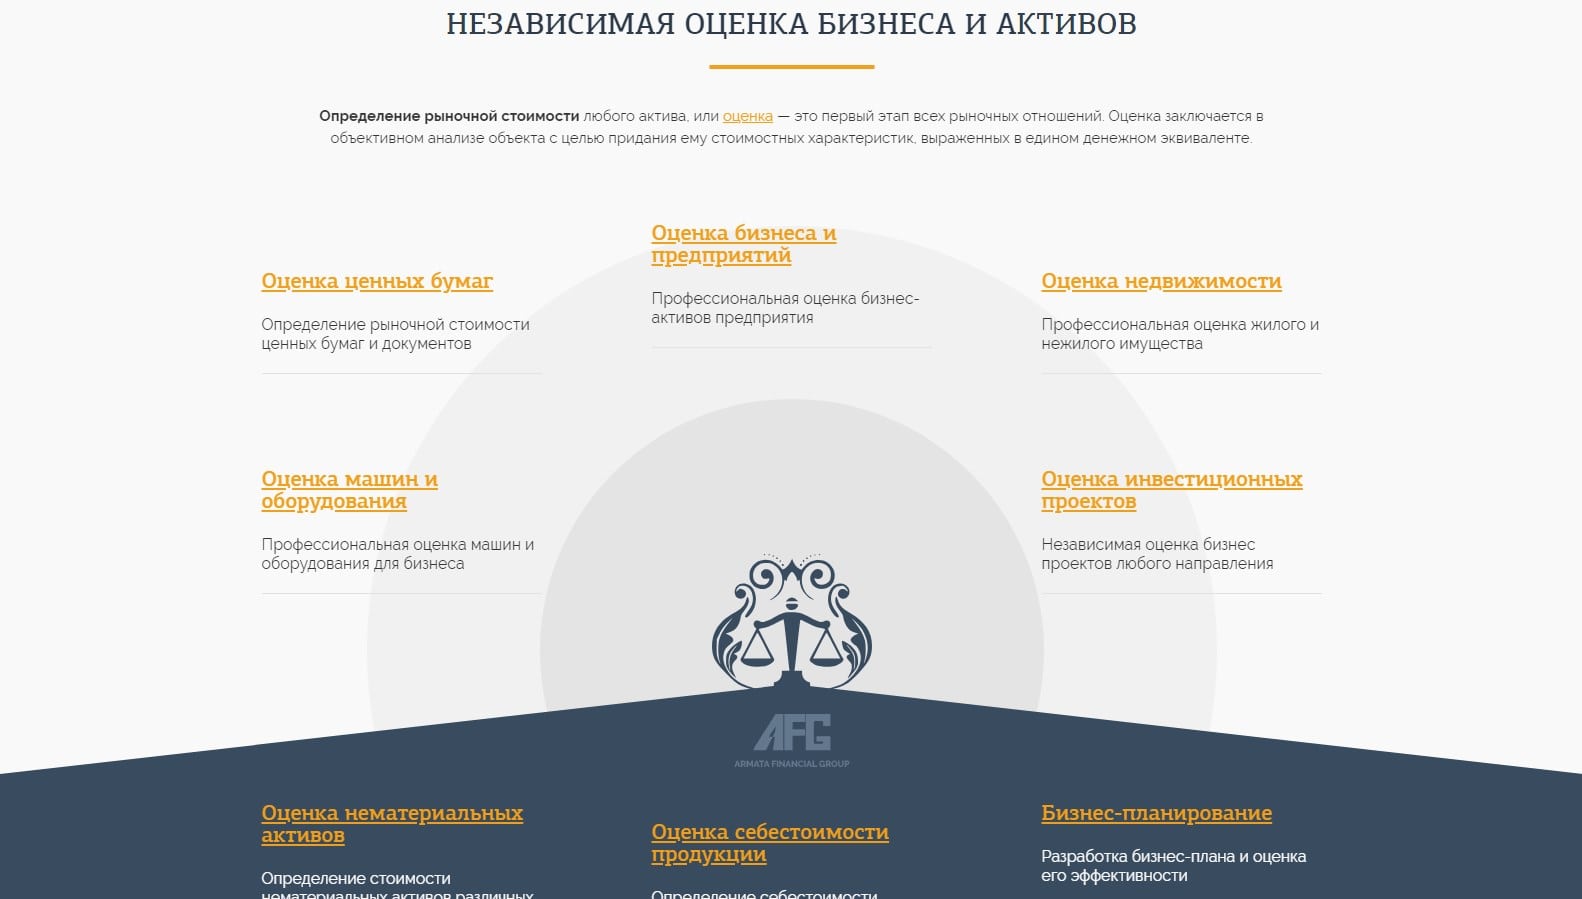 НЕЗАВИСИМАЯ ОЦЕНКА БИЗНЕСА И АКТИВОВ
Определение рыночной стоимости любого актива, или оценка — это первый этап всех рыночных отношений. Оценка заключается в
объективном анализе объекта с целью придания ему стоимостных характеристик, выраженных в едином денежном эквиваленте.
Оценка ценных бумаг
Определение рыночной стоимости
ценных бумаг и документов
Оценка бизнеса и
предприятий
Профессиональная оценка бизнес-
активов предприятия
Оценка недвижимости
Профессиональная оценка жилого и
нежилого имущества
Оценка машин и
оборудования
Профессиональная оценка машин и
оборудования для бизнеса
Оценка инвестиционных
проектов
Независимая оценка бизнес
проектов любого направления
AFG
ARMATA FINANCIAL GROUP
Оценка нематериальных
активов
Определение стоимости
нематериальных активов различных
Оценка себестоимости
продукции
Определение себестоимости
Бизнес-планирование
Разработка бизнес-плана и оценка
его эффективности